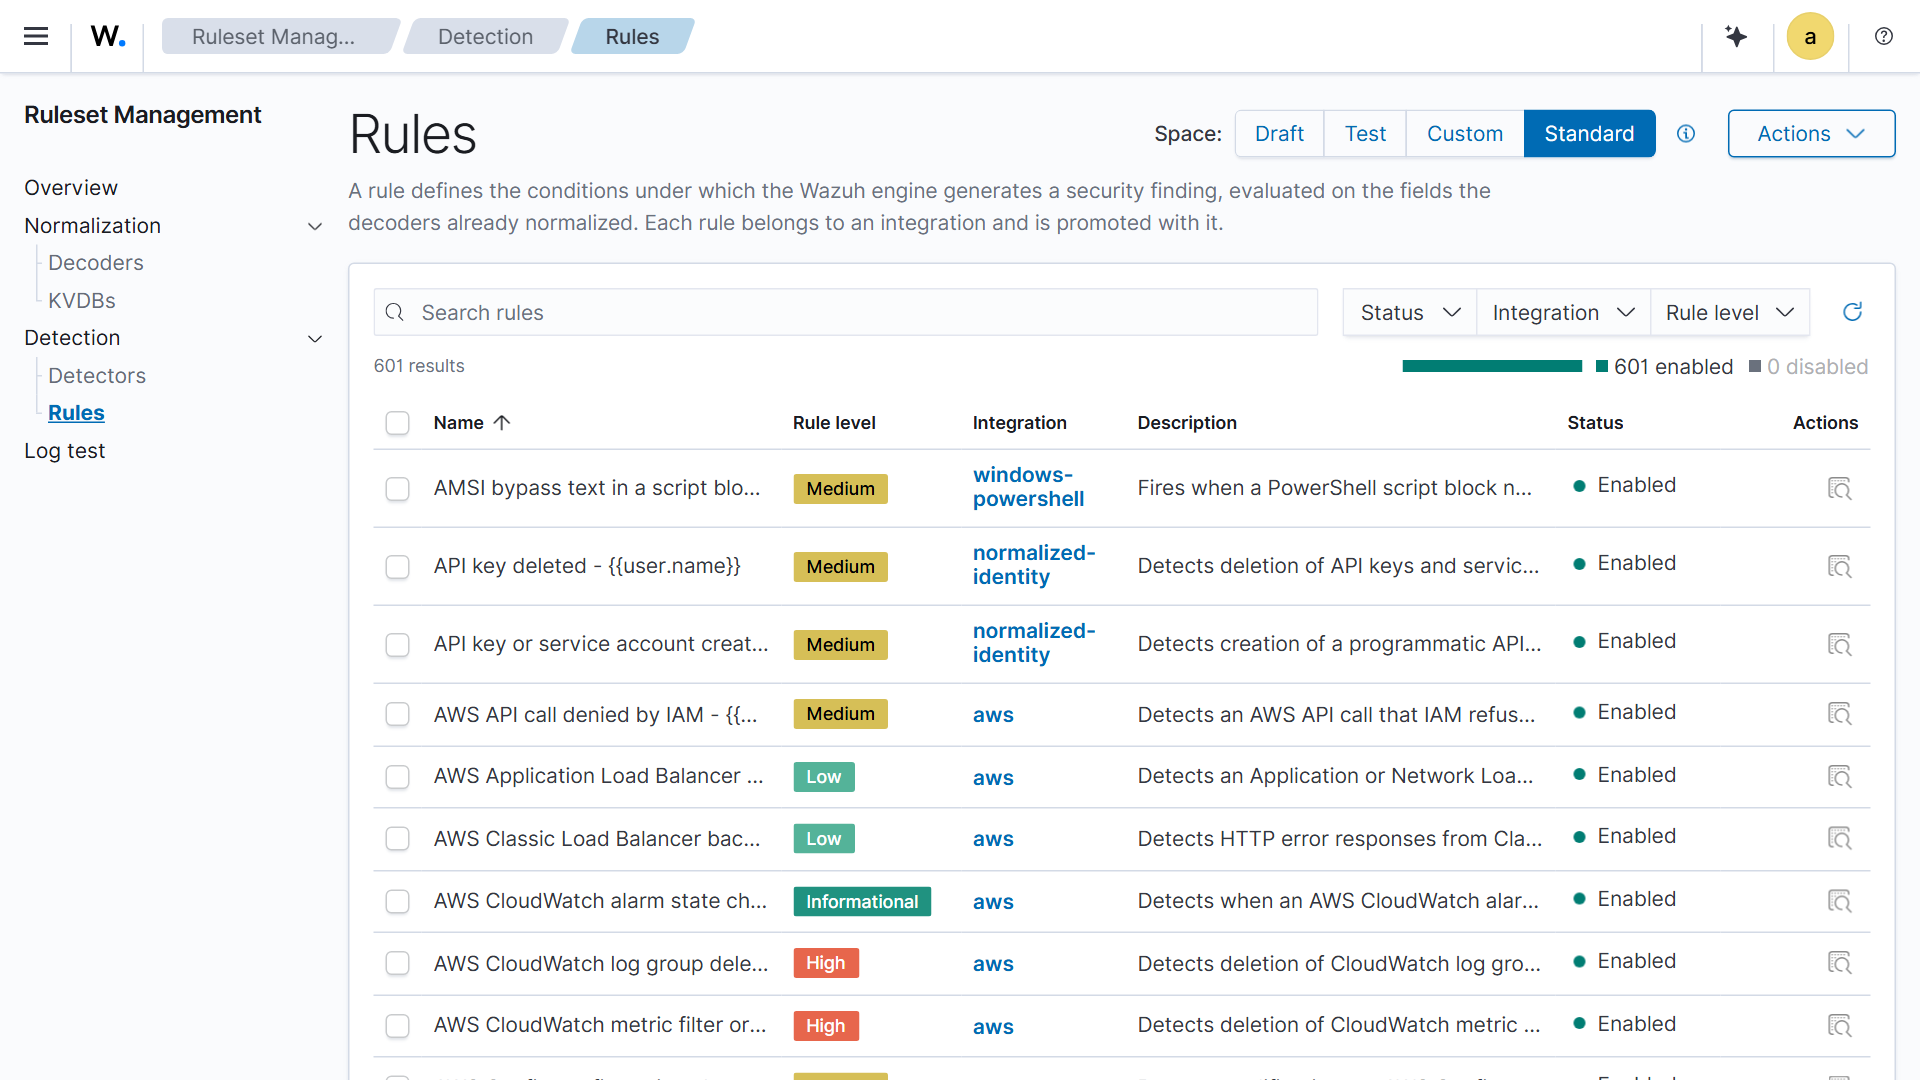 W.
Ruleset Manag...
Detection
Rules
a
Ruleset Management
Overview
Normalization
Decoders
KVDBs
Detection
Detectors
Rules
Log test
Rules
Space:
Draft
Test
Custom
Standard
Actions
A rule defines the conditions under which the Wazuh engine generates a security finding, evaluated on the fields the
decoders already normalized. Each rule belongs to an integration and is promoted with it.
Search rules
Status
Integration
Rule level
601 results
601 enabled
0 disabled
Name
Rule level
Integration
Description
Status
Actions
AMSI bypass text in a script blo...
Medium
windows-
powershell
Fires when a PowerShell script block n...
Enabled
API key deleted - {{user.name}}
Medium
normalized-
identity
Detects deletion of API keys and servic...
Enabled
API key or service account creat...
Medium
normalized-
identity
Detects creation of a programmatic API...
Enabled
AWS API call denied by IAM - {{...
Medium
aws
Detects an AWS API call that IAM refus...
Enabled
AWS Application Load Balancer ...
Low
aws
Detects an Application or Network Loa...
Enabled
AWS Classic Load Balancer bac...
Low
aws
Detects HTTP error responses from Cla...
Enabled
AWS CloudWatch alarm state ch...
Informational
aws
Detects when an AWS CloudWatch alar...
Enabled
AWS CloudWatch log group dele...
High
aws
Detects deletion of CloudWatch log gro...
Enabled
AWS CloudWatch metric filter or...
High
aws
Detects deletion of CloudWatch metric ...
Enabled